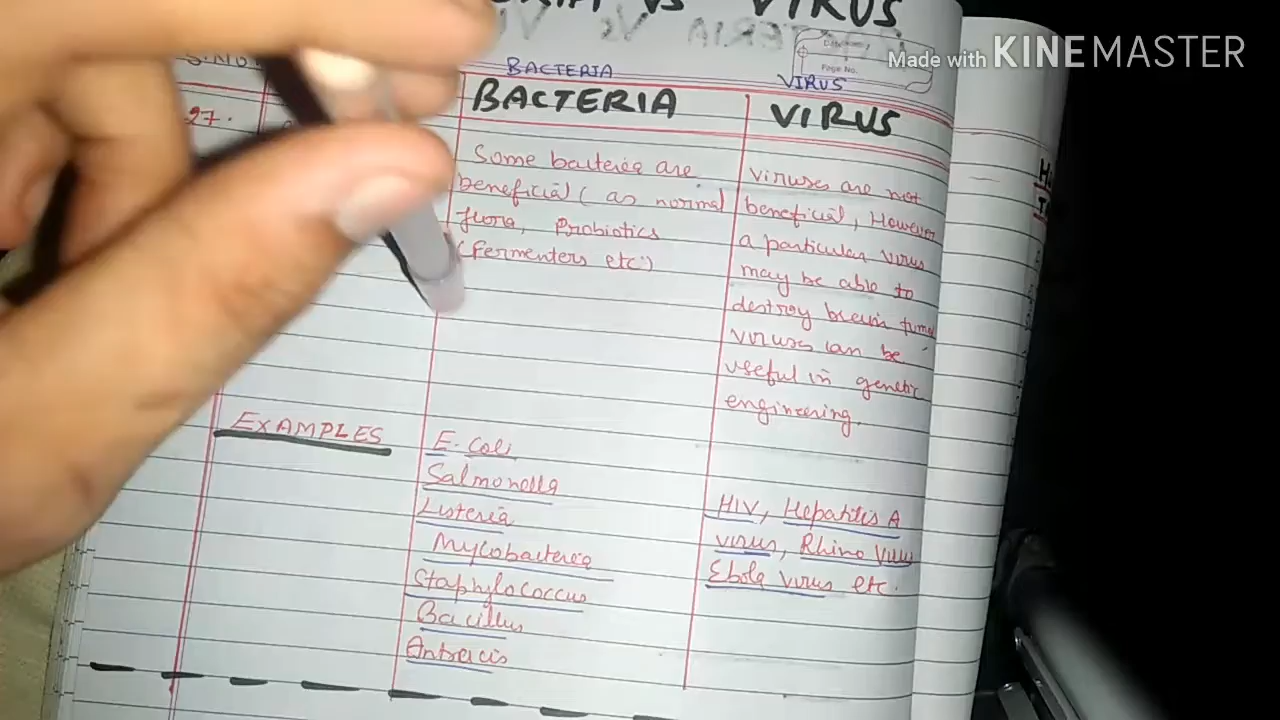 VIRUS
Made with KINEMASTER
Page No.
BACTERIA
VIRUS
BACTERIA
VIRUS
27.
Some bacteria are
beneficial (as normal
flora, Probiotics
(Fermenters etc.)
viruses are not
beneficial, However
a particular virus
may be able to
destroy brain tumor
viruses can be
useful in genetic
engineering.
EXAMPLES
E. Coli
Salmonella
Listeria
Mycobacteria
Staphylococcus
Bacillus
Antracis
HIV, Hepatitis A
virus, Rhino Virus
Ebola virus etc.